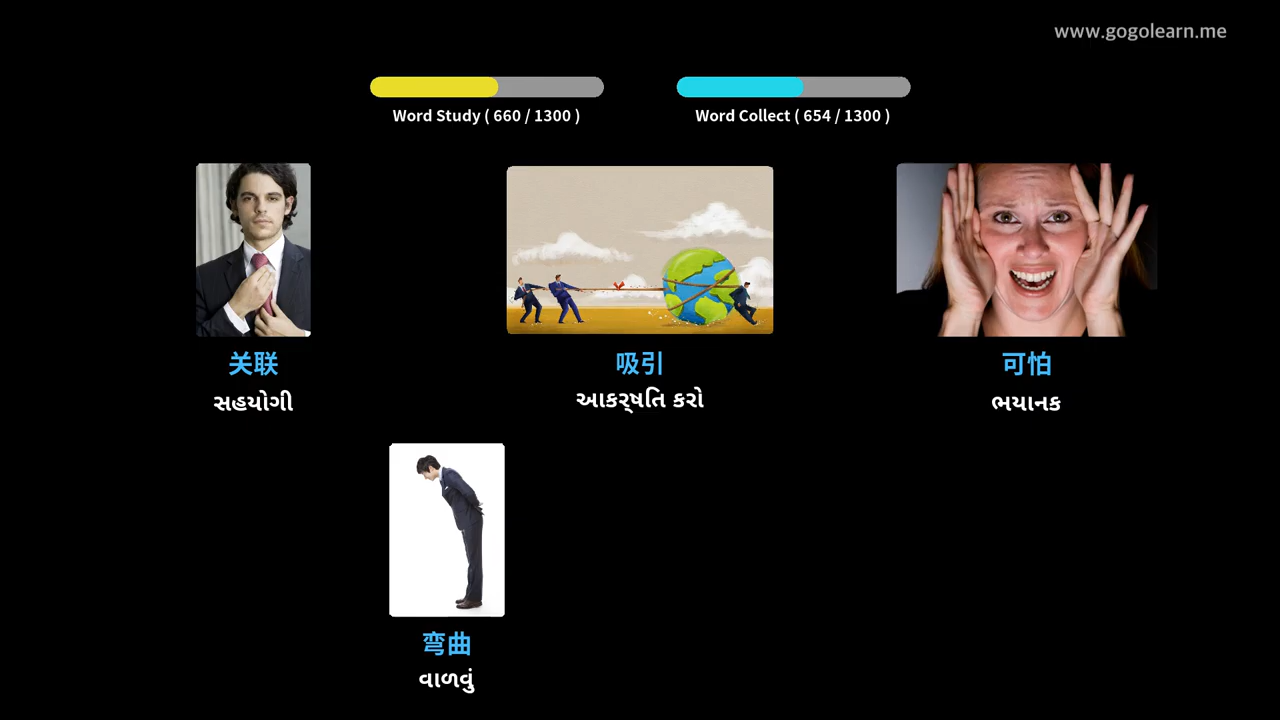 www.gogolearn.me
Word Study ( 660 / 1300 )
Word Collect ( 654 / 1300 )
关联
સહયોગી
吸引
આકર્ષતિ કરો
可怕
ભયાનક
弯曲
વાળવું